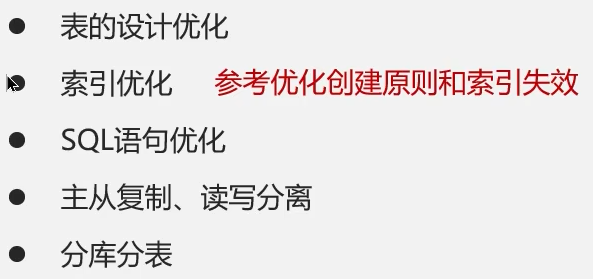 表的设计优化
索引优化 参考优化创建原则和索引失效
SQL语句优化
主从复制、读写分离
分库分表